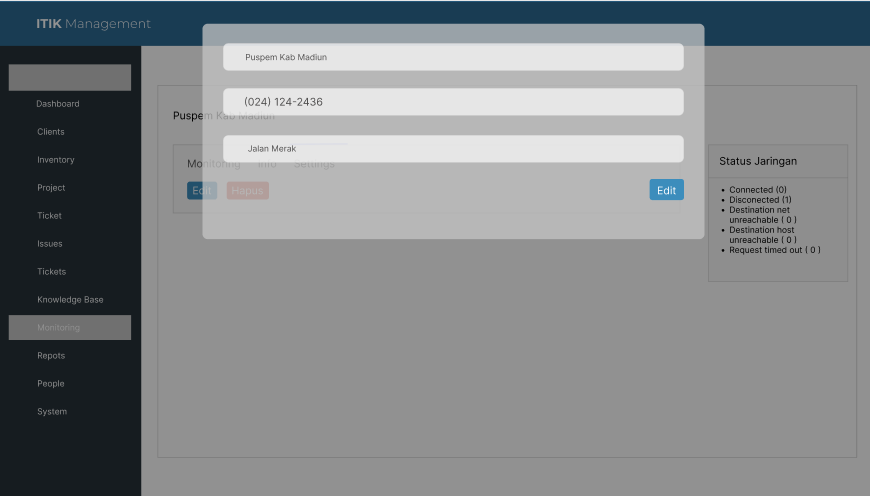 ITIK Management
Dashboard
Clients
Inventory
Project
Ticket
Issues
Tickets
Knowledge Base
Monitoring
Repots
People
System
Puspem Kab Madiun
(024) 124-2436
Jalan Merak
Edit
Puspem Kab Madiun
Monitoring Info Settings
Edit Hapus
Status Jaringan
• Connected (0)
• Disconected (1)
• Destination net
unreachable ( 0 )
• Destination host
unreachable ( 0 )
• Request timed out ( 0 )